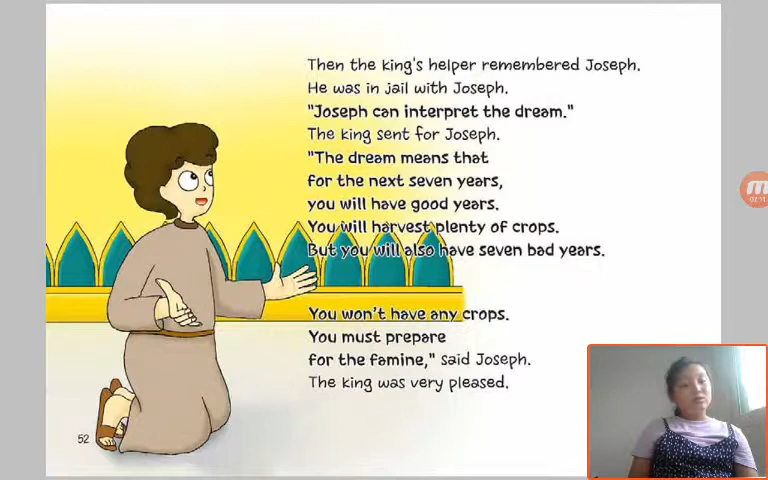 Then the king's helper remembered Joseph.
He was in jail with Joseph.
"Joseph can interpret the dream."
The king sent for Joseph.
"The dream means that
for the next seven years,
you will have good years.
You will harvest plenty of crops.
But you will also have seven bad years.
You won't have any crops.
You must prepare
for the famine," said Joseph.
The king was very pleased.
52
02:11